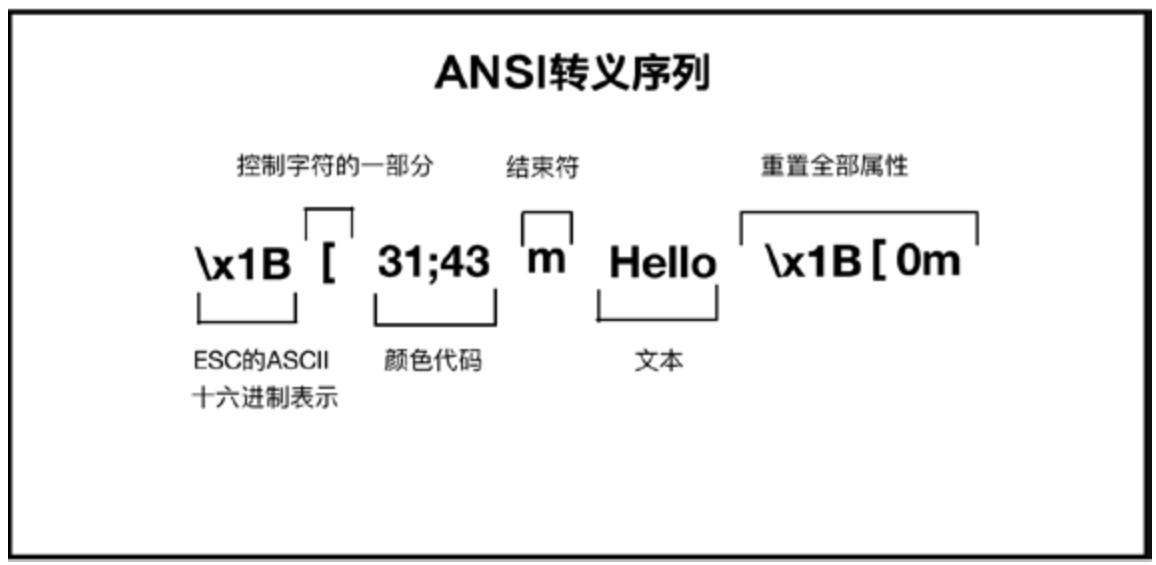 ANSI转义序列
控制字符的一部分 结束符 重置全部属性
\x1B [ 31;43 m Hello \x1B [ 0m
ESC的ASCII 颜色代码 文本
十六进制表示